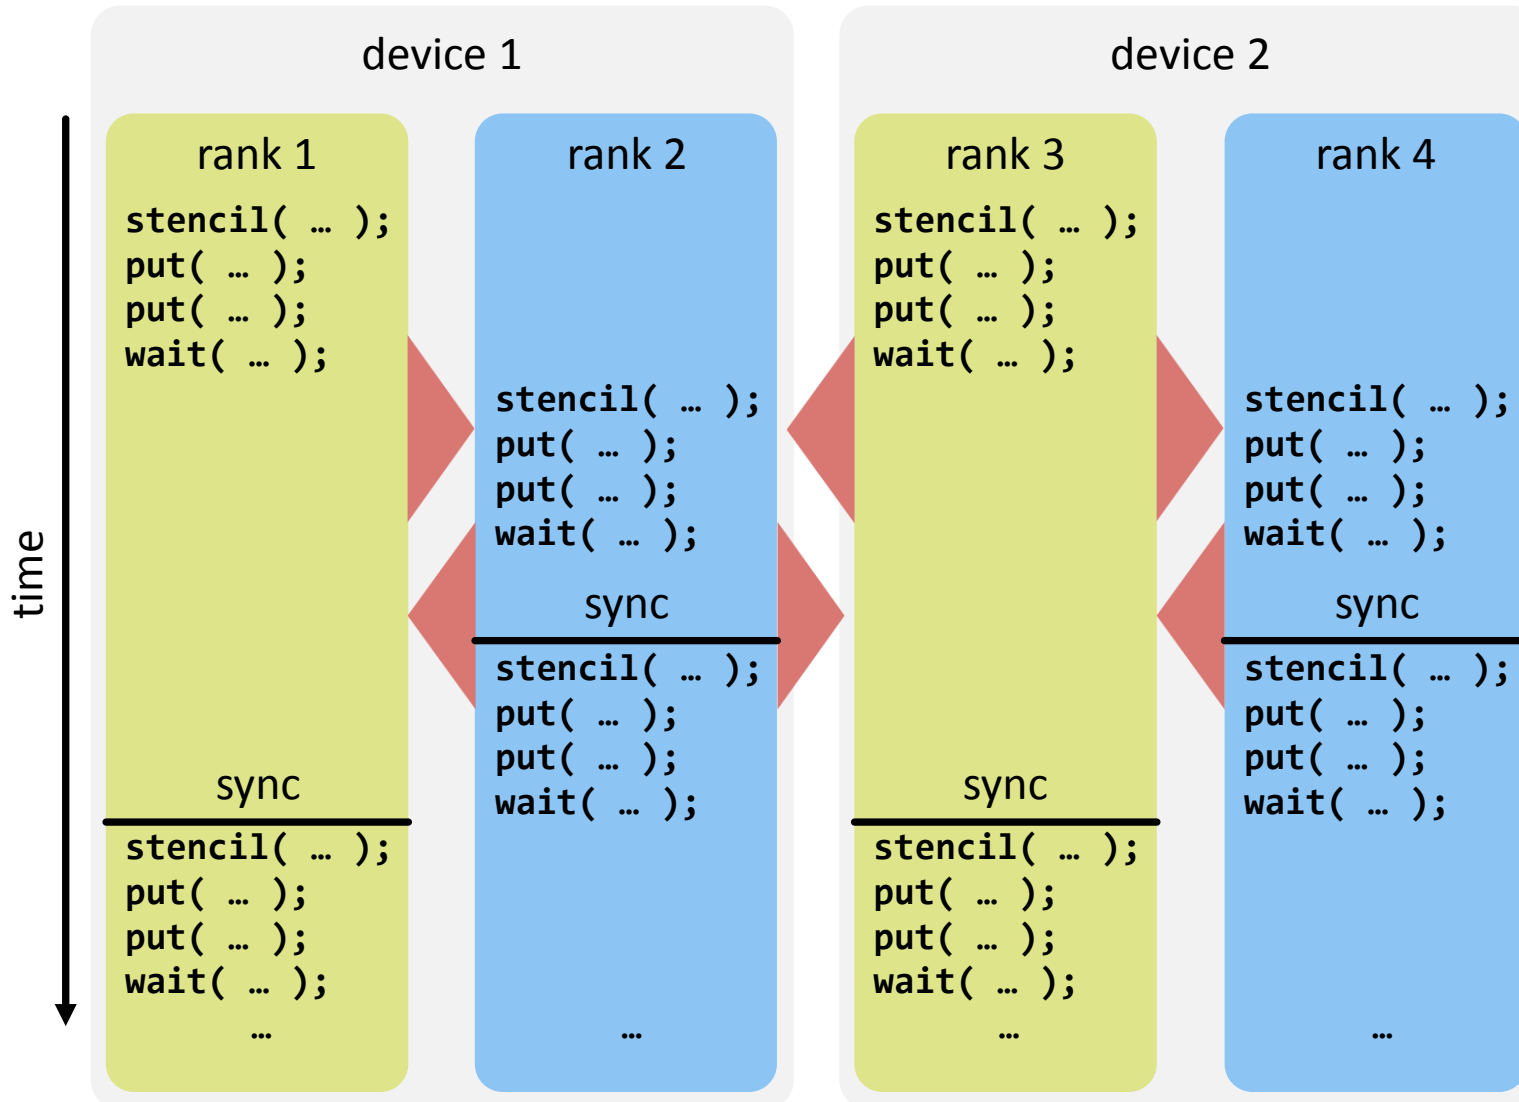 device 1
device 2
time
rank 1
stencil( … );
put( … );
put( … );
wait( … );
sync
stencil( … );
put( … );
put( … );
wait( … );
…
rank 2
stencil( … );
put( … );
put( … );
wait( … );
sync
stencil( … );
put( … );
put( … );
wait( … );
…
rank 3
stencil( … );
put( … );
put( … );
wait( … );
sync
stencil( … );
put( … );
put( … );
wait( … );
…
rank 4
stencil( … );
put( … );
put( … );
wait( … );
sync
stencil( … );
put( … );
put( … );
wait( … );
…